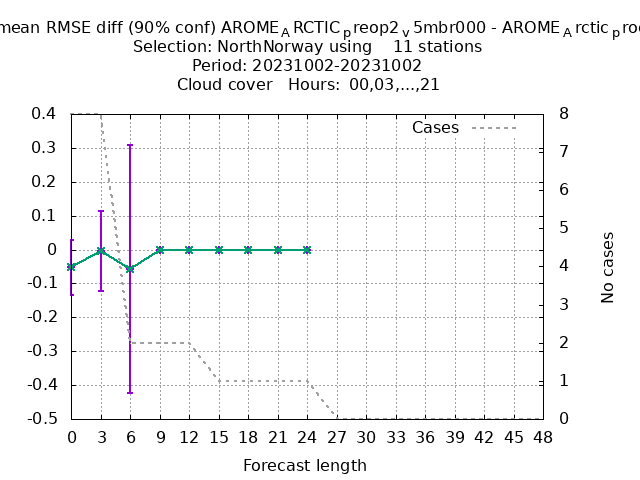 mean RMSE diff (90% conf) AROME_ARCTIC_preop2_v5mbr000 - AROME_Arctic_p
Selection: NorthNorway using 11 stations
Period: 20231002-20231002
Cloud cover Hours: 00,03,...,21
Cases
0.4
0.3
0.2
0.1
0
-0.1
-0.2
-0.3
-0.4
-0.5
8
7
6
5
4
3
2
1
0
No cases
0 3 6 9 12 15 18 21 24 27 30 33 36 39 42 45 48
Forecast length